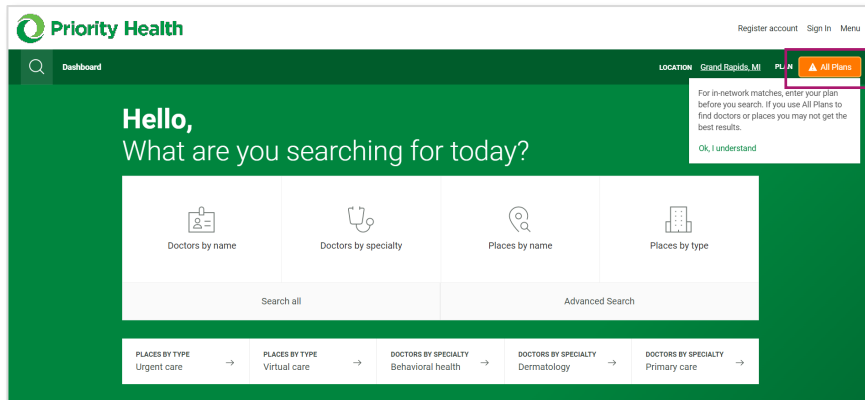 Priority Health
Register account Sign In Menu
Dashboard
LOCATION Grand Rapids, MI PLAN All Plans
For in-network matches, enter your plan
before you search. If you use All Plans to
find doctors or places you may not get the
best results.
Ok, I understand
Hello,
What are you searching for today?
Doctors by name
Doctors by specialty
Places by name
Places by type
Search all
Advanced Search
PLACES BY TYPE
Urgent care
PLACES BY TYPE
Virtual care
DOCTORS BY SPECIALTY
Behavioral health
DOCTORS BY SPECIALTY
Dermatology
DOCTORS BY SPECIALTY
Primary care